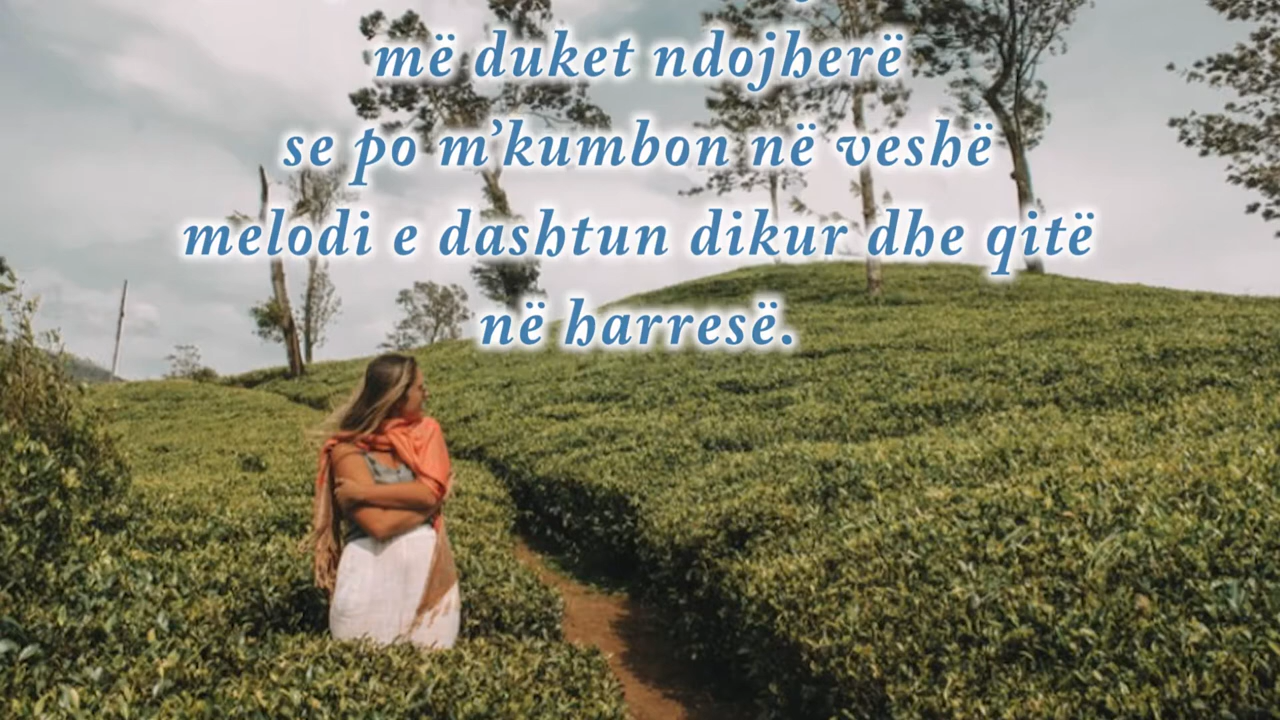 më duket ndojherë
se po m’kumbon në veshë
melodi e dashtun dikur dhe qitë
në harresë.